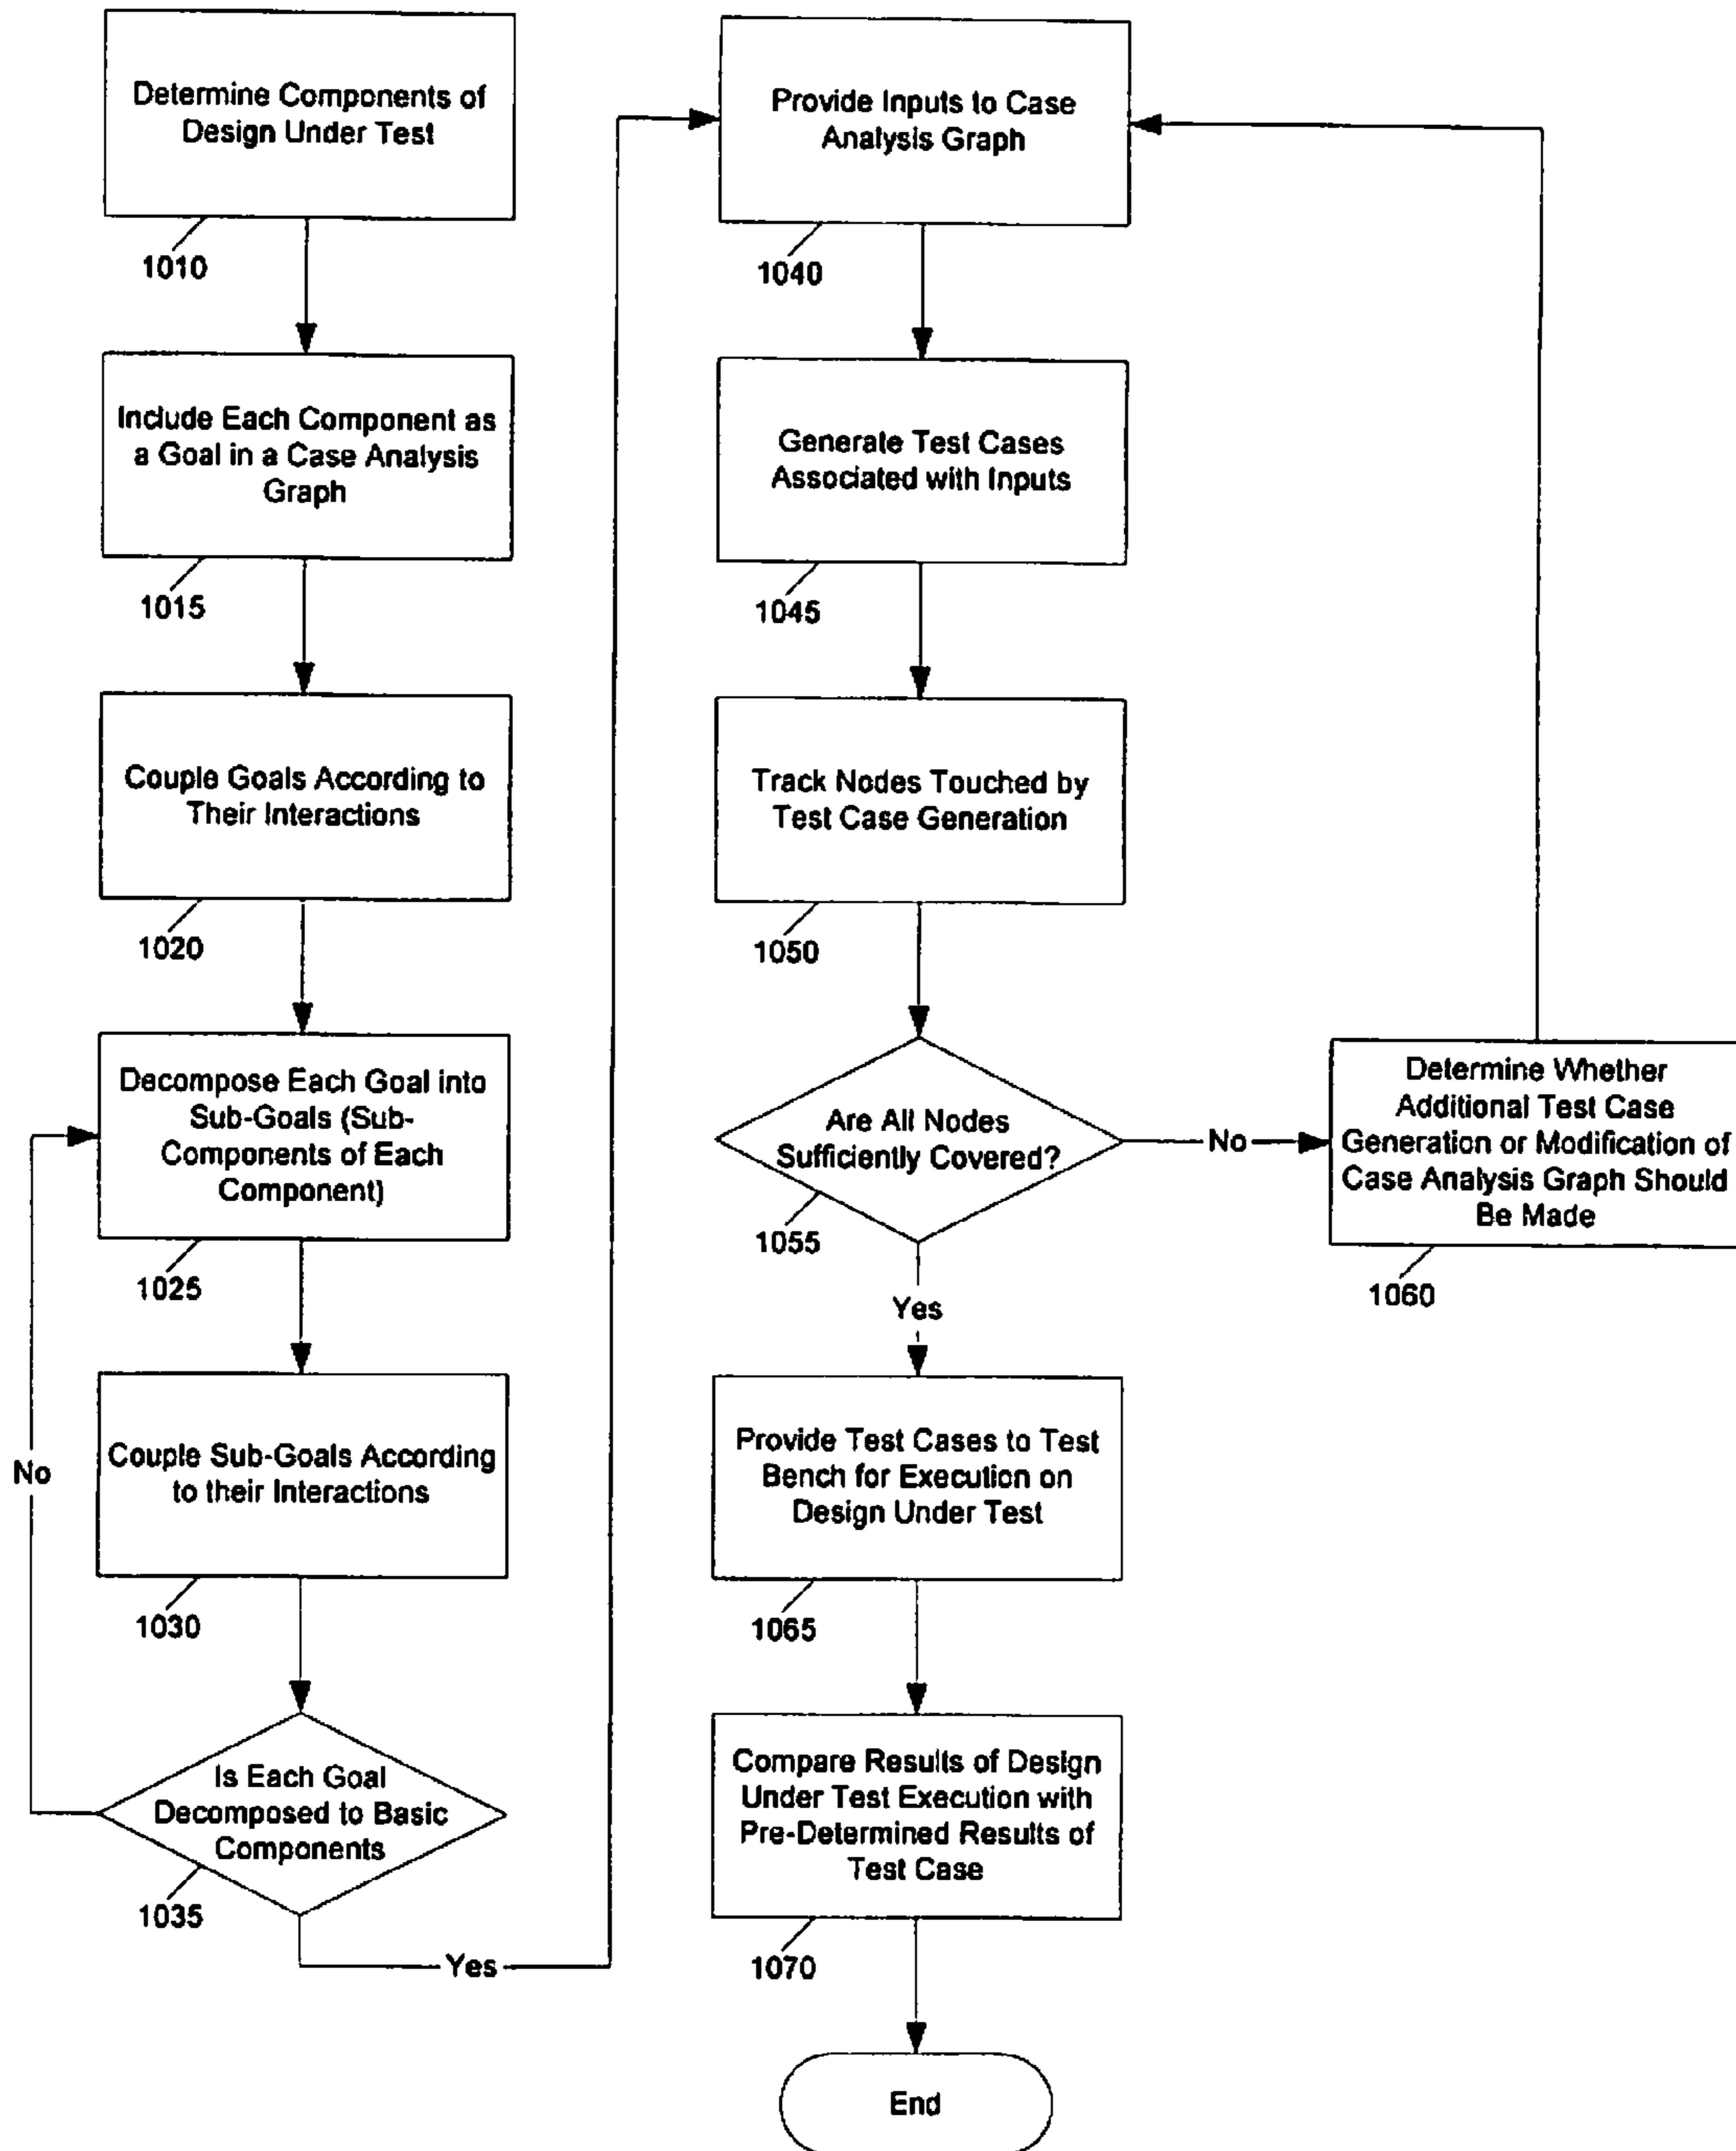 Determine Components of
Design Under Test
1010
Include Each Component as
a Goal in a Case Analysis
Graph
1015
Couple Goals According to
Their Interactions
1020
Decompose Each Goal into
Sub-Goals (Sub-
Components of Each
Component)
1025
Couple Sub-Goals According
to their Interactions
1030
No
Is Each Goal
Decomposed to Basic
Components
1035
Yes
Provide Inputs to Case
Analysis Graph
1040
Generate Test Cases
Associated with Inputs
1045
Track Nodes Touched by
Test Case Generation
1050
Are All Nodes
Sufficiently Covered?
1055
No
Determine Whether
Additional Test Case
Generation or Modification of
Case Analysis Graph Should
Be Made
1060
Yes
Provide Test Cases to Test
Bench for Execution on
Design Under Test
1065
Compare Results of Design
Under Test Execution with
Pre-Determined Results of
Test Case
1070
End